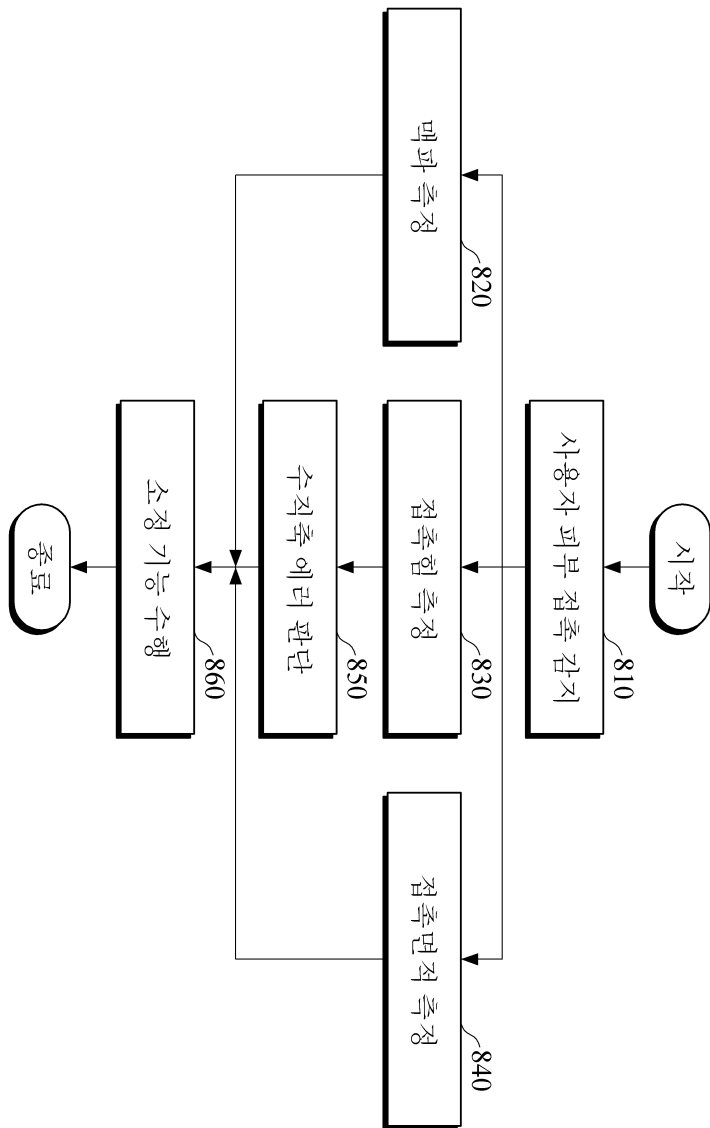 시작
810
사용자 피부 접촉 감지
820
맥파 측정
830
접촉힘 측정
840
접촉면적 측정
850
수직축 에러 판단
860
소정 기능 수행
종료